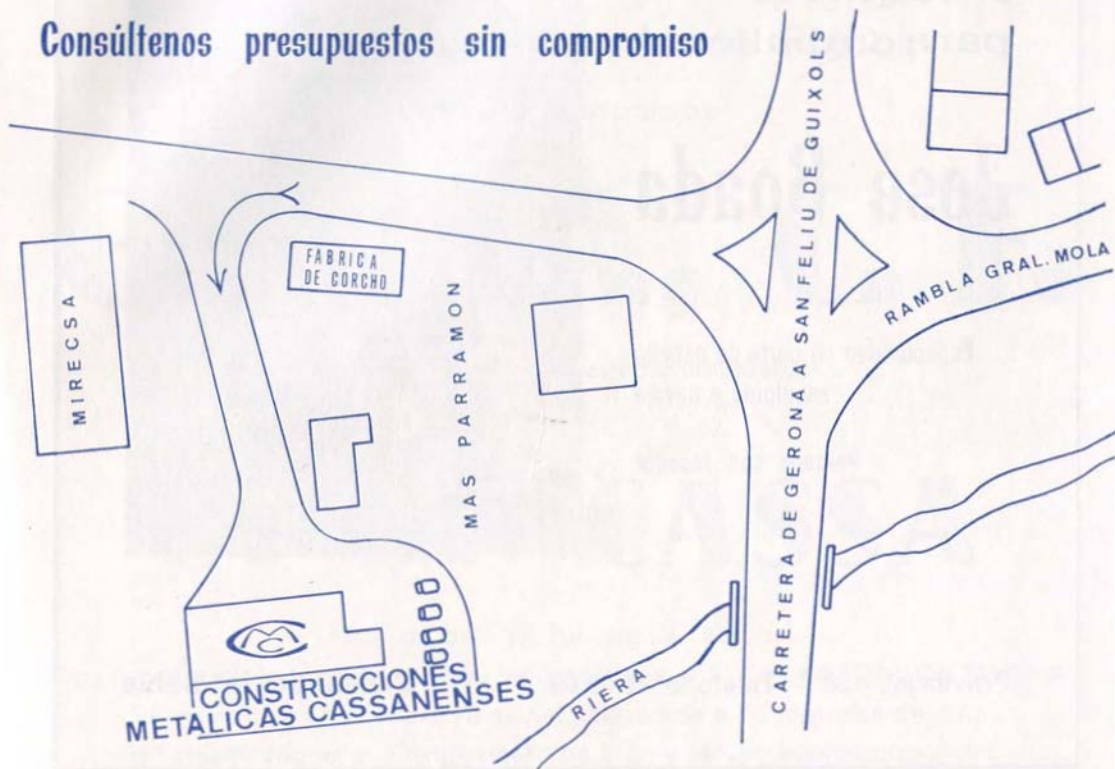 Consúltenos presupuestos sin compromiso
CARRETERA DE GERONA A SAN FELIU DE GUIXOLS
RAMBLA GRAL. MOLA
FABRICA
DE CORCHO
MIRECSA
MAS PARRAMON
CMC
CONSTRUCCIONES
METALICAS CASSANENSES
RIERA